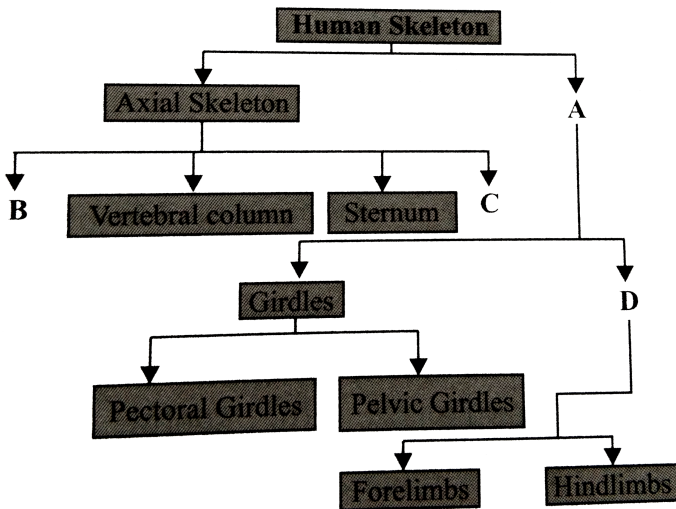 Human Skeleton
Axial Skeleton
A
B
Vertebral column
Sternum
C
Girdles
D
Pectoral Girdles
Pelvic Girdles
Forelimbs
Hindlimbs